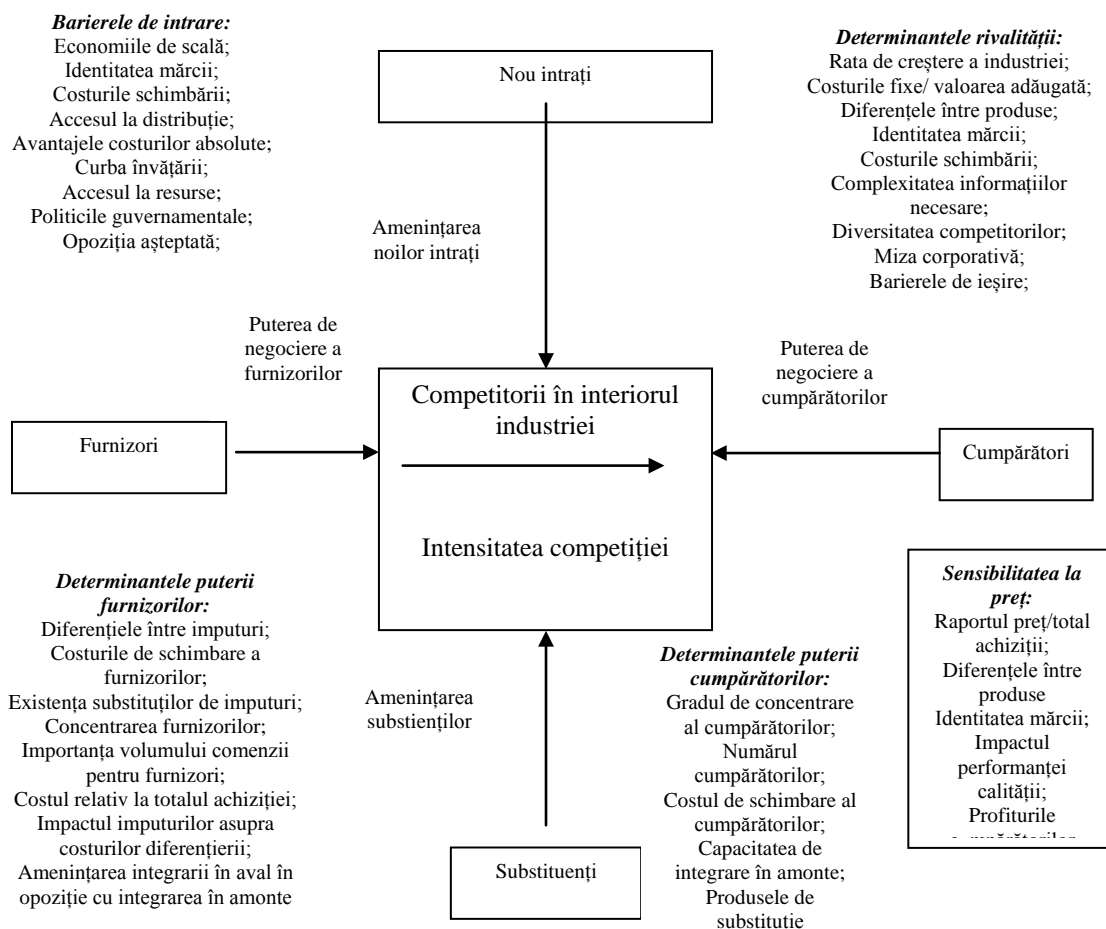 Barierele de intrare:
Economiile de scală;
Identitatea mărcii;
Costurile schimbării;
Accesul la distribuție;
Avantajele costurilor absolute;
Curba învățării;
Accesul la resurse;
Politicile guvernamentale;
Opoziția așteptată;
Nou intrați
Determinantele rivalității:
Rata de creștere a industriei;
Costurile fixe/ valoarea adăugată;
Diferențele între produse;
Identitatea mărcii;
Costurile schimbării;
Complexitatea informațiilor
necesare;
Diversitatea competitorilor;
Miza corporativă;
Barierele de ieșire;
Amenințarea
noilor intrați
Puterea de
negociere a
furnizorilor
Puterea de
negociere a
cumpărătorilor
Furnizori
Competitorii în interiorul
industriei
Intensitatea competiției
Cumpărători
Determinantele puterii
furnizorilor:
Diferențiele între imputuri;
Costurile de schimbare a
furnizorilor;
Existența substituților de imputuri;
Concentrarea furnizorilor;
Importanța volumului comenzii
pentru furnizori;
Costul relativ la totalul achiziției;
Impactul imputurilor asupra
costurilor diferențierii;
Amenințarea integrarii în aval în
opoziție cu integrarea în amonte
Amenințarea
substienților
Substituenți
Determinantele puterii
cumpărătorilor:
Gradul de concentrare
al cumpărătorilor;
Numărul
cumpărătorilor;
Costul de schimbare al
cumpărătorilor;
Capacitatea de
integrare în amonte;
Produsele de
substituție
Sensibilitatea la
preț:
Raportul preț/total
achiziții;
Diferențele între
produse
Identitatea mărcii;
Impactul
performanței
calității;
Profiturile